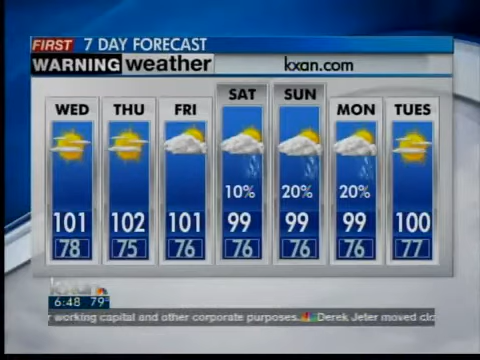 FIRST 7 DAY FORECAST
WARNING weather kxan.com
WED THU FRI SAT SUN MON TUES
10% 20% 20%
101 102 101 99 99 99 100
78 75 76 76 76 76 77
kxan
6:48 79°
r working capital and other corporate purposes. Derek Jeter moved clo